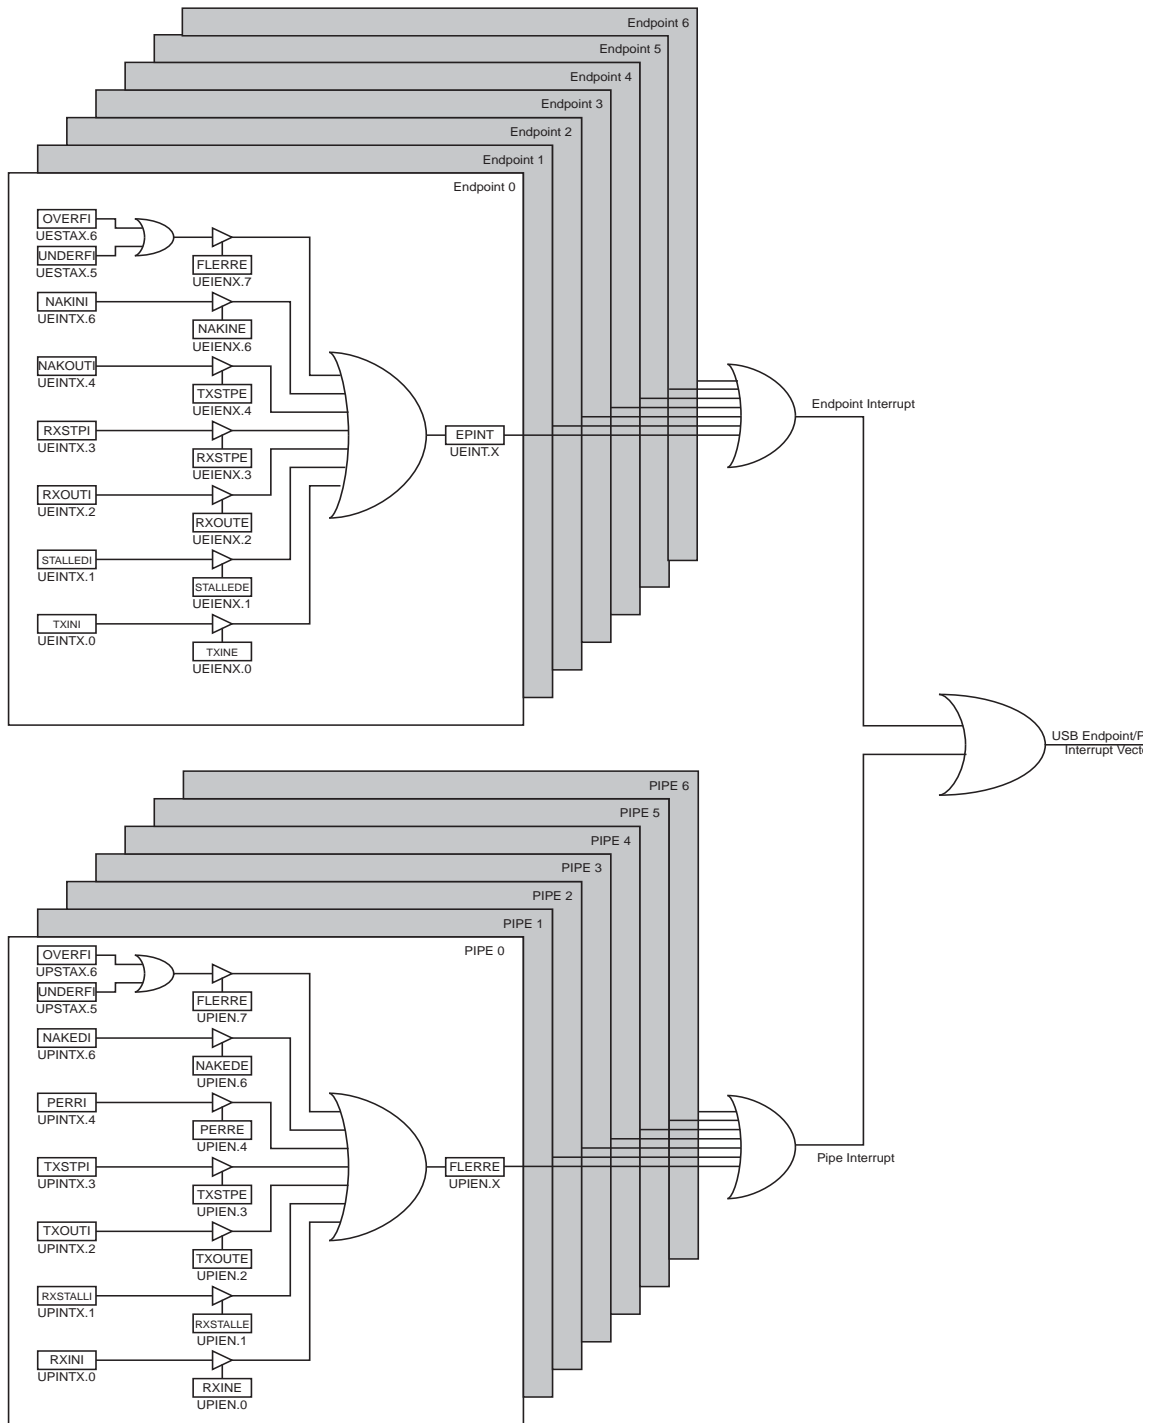 Endpoint 6
Endpoint 5
Endpoint 4
Endpoint 3
Endpoint 2
Endpoint 1
Endpoint 0
OVERFI
UESTAX.6
UNDERFI
UESTAX.5
FLERRE
UEIENX.7
NAKINI
UEINTX.6
NAKINE
UEIENX.6
NAKOUTI
UEINTX.4
TXSTPE
UEIENX.4
RXSTPI
UEINTX.3
RXSTPE
UEIENX.3
RXOUTI
UEINTX.2
RXOUTE
UEIENX.2
STALLEDI
UEINTX.1
STALLEDE
UEIENX.1
TXINI
UEINTX.0
TXINE
UEIENX.0
EPINT
UEINT.X
Endpoint Interrupt
USB Endpoint/P
Interrupt Vect
PIPE 6
PIPE 5
PIPE 4
PIPE 3
PIPE 2
PIPE 1
PIPE 0
OVERFI
UPSTAX.6
UNDERFI
UPSTAX.5
FLERRE
UPIEN.7
NAKEDI
UPINTX.6
NAKEDE
UPIEN.6
PERRI
UPINTX.4
PERRE
UPIEN.4
TXSTPI
UPINTX.3
TXSTPE
UPIEN.3
TXOUTI
UPINTX.2
TXOUTE
UPIEN.2
RXSTALLI
UPINTX.1
RXSTALLE
UPIEN.1
RXINI
UPINTX.0
RXINE
UPIEN.0
FLERRE
UPIEN.X
Pipe Interrupt